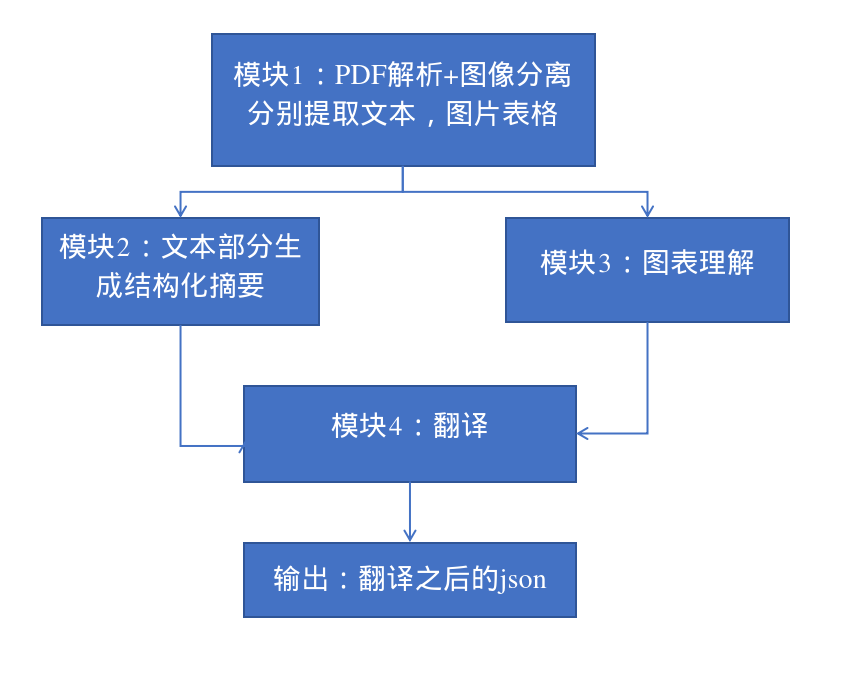 模块1：PDF解析+图像分离
分别提取文本，图片表格
模块2：文本部分生
成结构化摘要
模块3：图表理解
模块4：翻译
输出：翻译之后的json